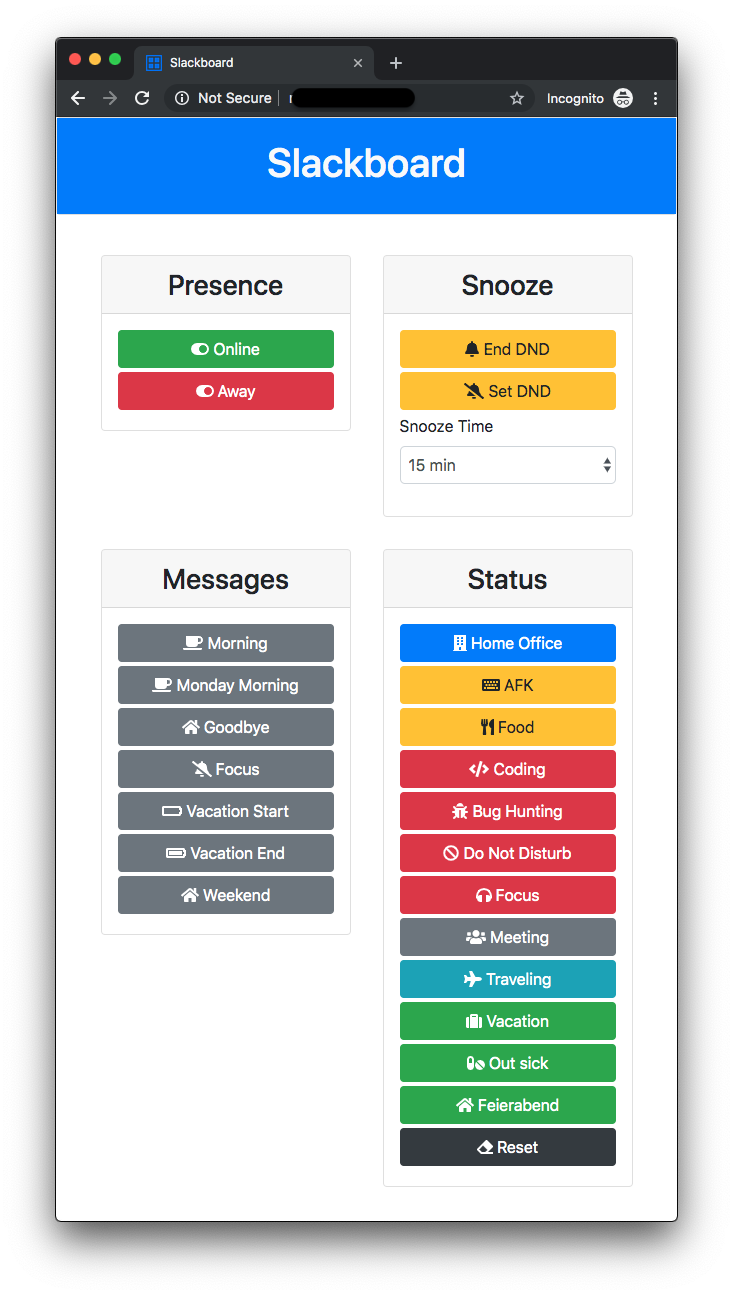 Slackboard
Not Secure
Incognito
Slackboard
Presence
Online
Away
Snooze
End DND
Set DND
Snooze Time
15 min
Messages
Morning
Monday Morning
Goodbye
Focus
Vacation Start
Vacation End
Weekend
Status
Home Office
AFK
Food
Coding
Bug Hunting
Do Not Disturb
Focus
Meeting
Traveling
Vacation
Out sick
Feierabend
Reset